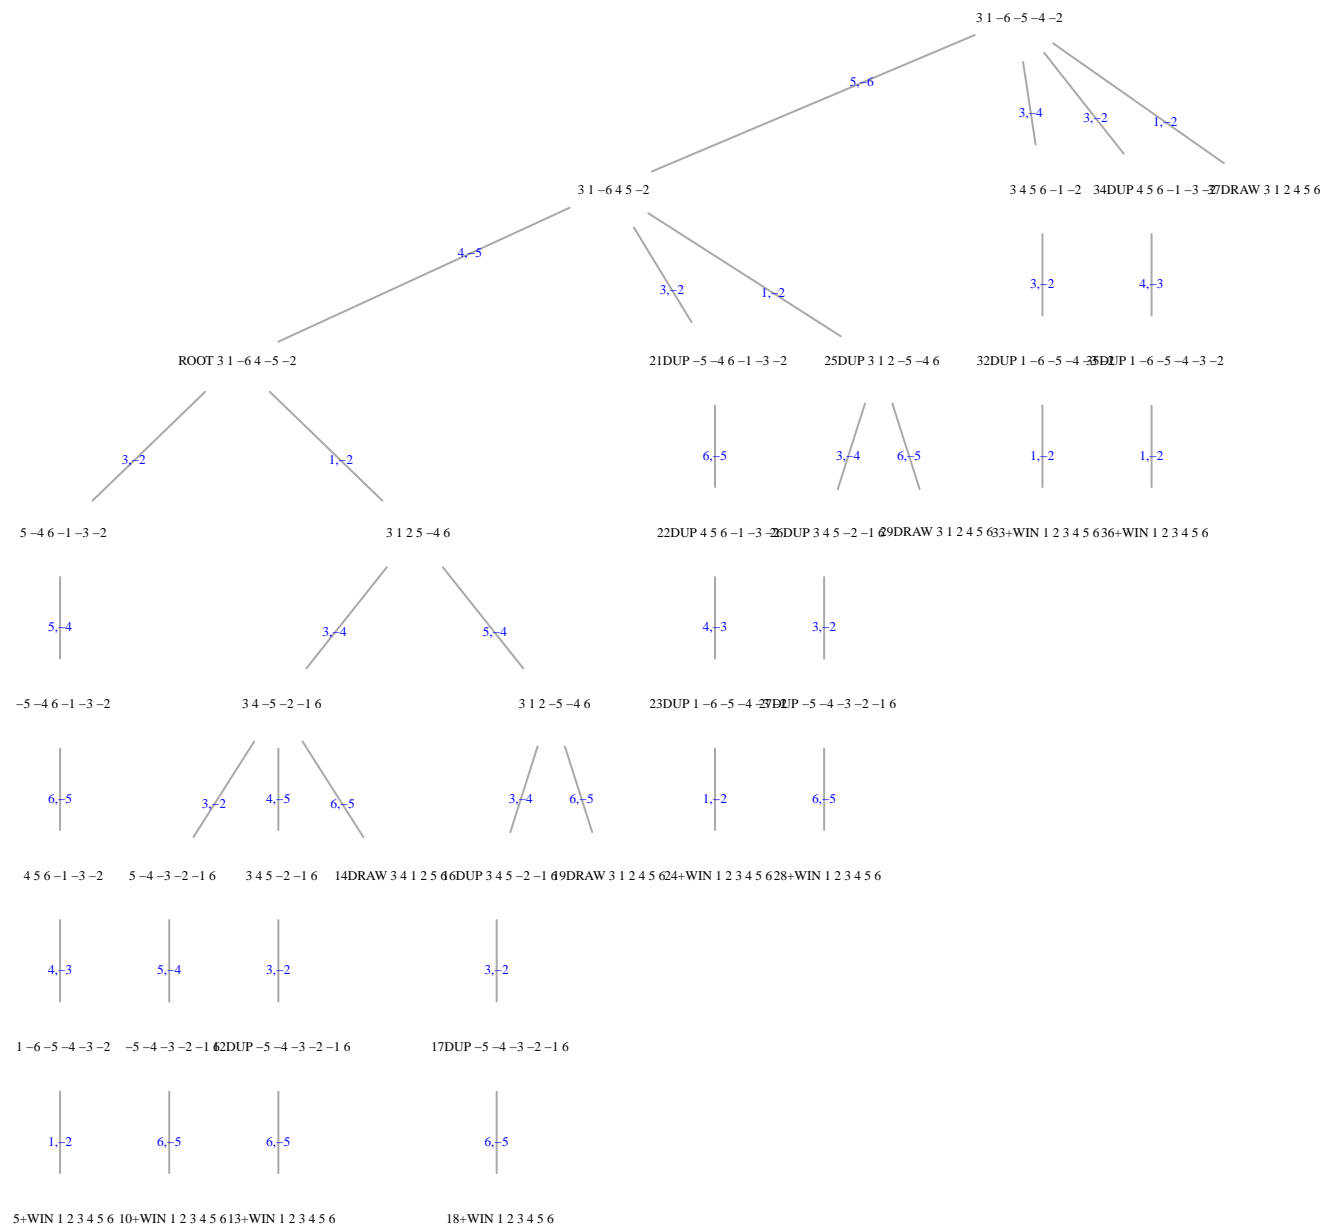 3 1 −6 −5 −4 −2
5,−6
3,−4
3,−2
1,−2
3 1 −6 4 5 −2
3 4 5 6 −1 −2
34DUP 4 5 6 −1 −3 −2
37DRAW 3 1 2 4 5 6
4,−5
3,−2
1,−2
3,−2
4,−3
ROOT 3 1 −6 4 −5 −2
21DUP −5 −4 6 −1 −3 −2
25DUP 3 1 2 −5 −4 6
32DUP 1 −6 −5 −4 −3 −2
35DUP 1 −6 −5 −4 −3 −2
3,−2
1,−2
6,−5
3,−4
6,−5
1,−2
1,−2
5 −4 6 −1 −3 −2
3 1 2 5 −4 6
22DUP 4 5 6 −1 −3 −2
26DUP 3 4 5 −2 −1 6
29DRAW 3 1 2 4 5 6
33+WIN 1 2 3 4 5 6
36+WIN 1 2 3 4 5 6
5,−4
3,−4
5,−4
4,−3
3,−2
−5 −4 6 −1 −3 −2
3 4 −5 −2 −1 6
3 1 2 −5 −4 6
23DUP 1 −6 −5 −4 −3 −2
27DUP −5 −4 −3 −2 −1 6
6,−5
3,−2
4,−5
6,−5
3,−4
6,−5
1,−2
6,−5
4 5 6 −1 −3 −2
5 −4 −3 −2 −1 6
3 4 5 −2 −1 6
14DRAW 3 4 1 2 5 6
16DUP 3 4 5 −2 −1 6
19DRAW 3 1 2 4 5 6
24+WIN 1 2 3 4 5 6
28+WIN 1 2 3 4 5 6
4,−3
5,−4
3,−2
3,−2
1 −6 −5 −4 −3 −2
−5 −4 −3 −2 −1 6
12DUP −5 −4 −3 −2 −1 6
17DUP −5 −4 −3 −2 −1 6
1,−2
6,−5
6,−5
6,−5
5+WIN 1 2 3 4 5 6
10+WIN 1 2 3 4 5 6
13+WIN 1 2 3 4 5 6
18+WIN 1 2 3 4 5 6